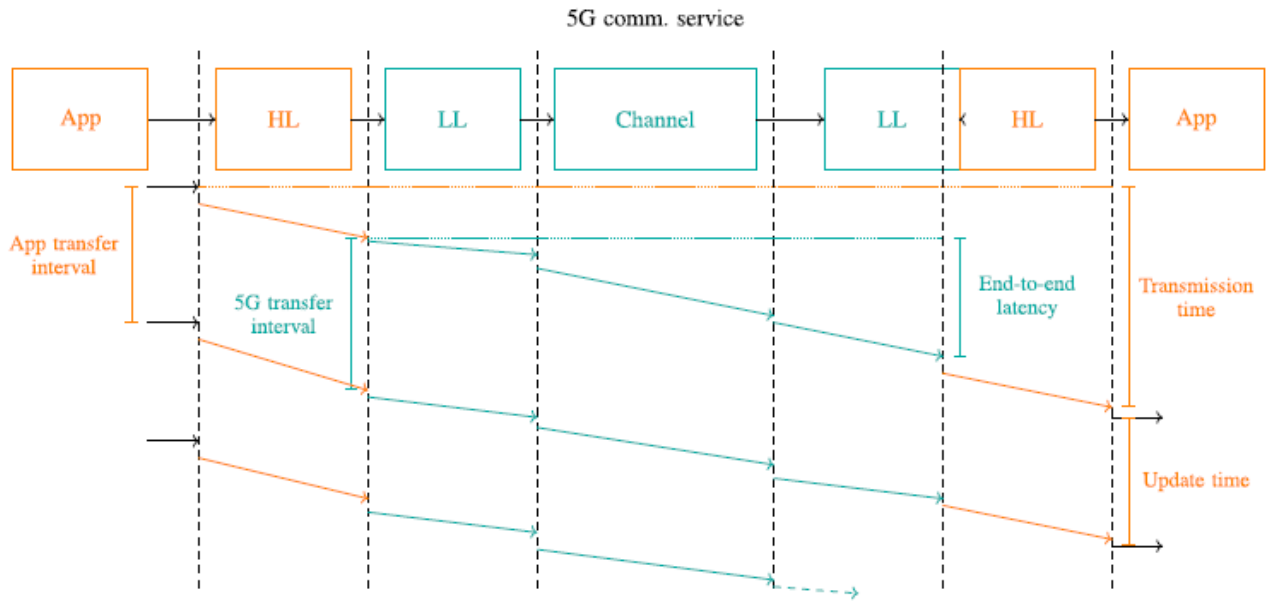 5G comm. service
App
HL
LL
Channel
LL
HL
App
App transfer
interval
5G transfer
interval
End-to-end
latency
Transmission
time
Update time